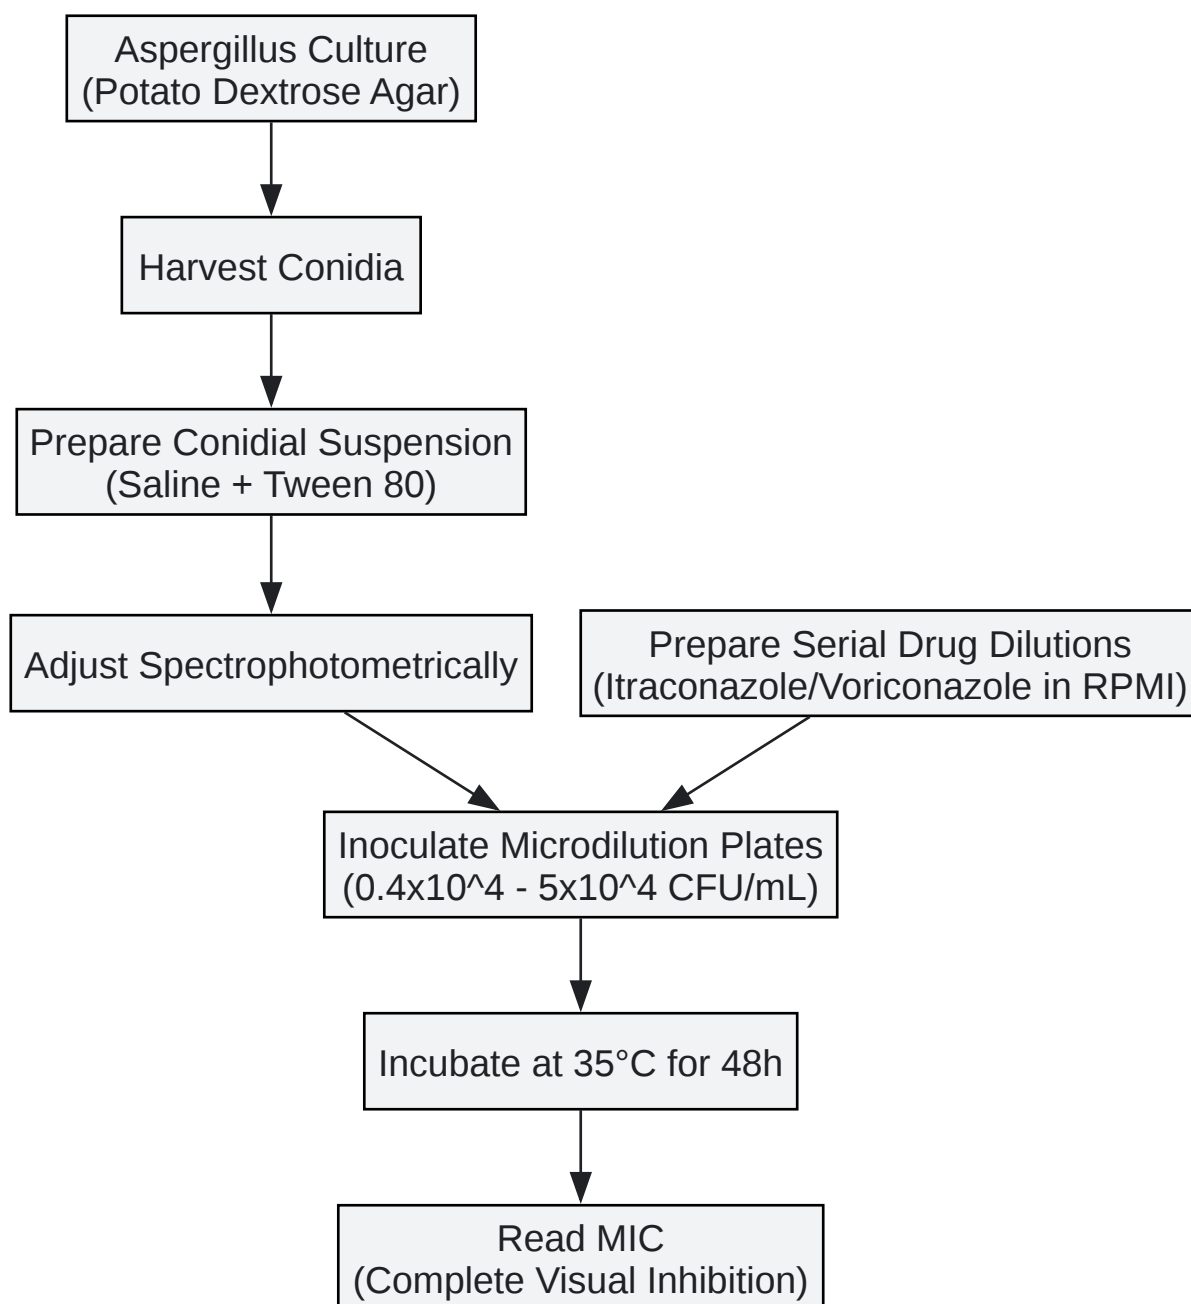 Aspergillus Culture
(Potato Dextrose Agar)
Harvest Conidia
Prepare Conidial Suspension
(Saline + Tween 80)
Adjust Spectrophotometrically
Prepare Serial Drug Dilutions
(Itraconazole/Voriconazole in RPMI)
Inoculate Microdilution Plates
(0.4x10^4 - 5x10^4 CFU/mL)
Incubate at 35°C for 48h
Read MIC
(Complete Visual Inhibition)